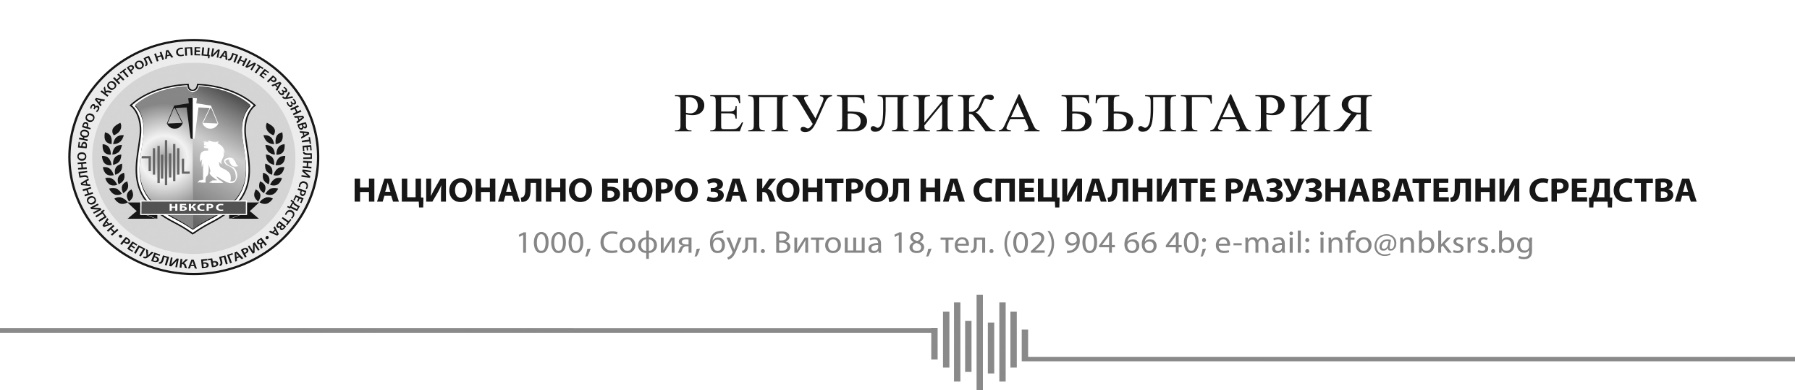 НАЦИОНАЛНО БЮРО ЗА КОНТРОЛ НА СПЕЦИАЛНИТЕ РАЗУЗНАВАТЕЛНИ СРЕДСТВА • РЕПУБЛИКА БЪЛГАРИЯ •
НБКСРС
РЕПУБЛИКА БЪЛГАРИЯ
НАЦИОНАЛНО БЮРО ЗА КОНТРОЛ НА СПЕЦИАЛНИТЕ РАЗУЗНАВАТЕЛНИ СРЕДСТВА
1000, София, бул. Витоша 18, тел. (02) 904 66 40; e-mail: info@nbksrs.bg